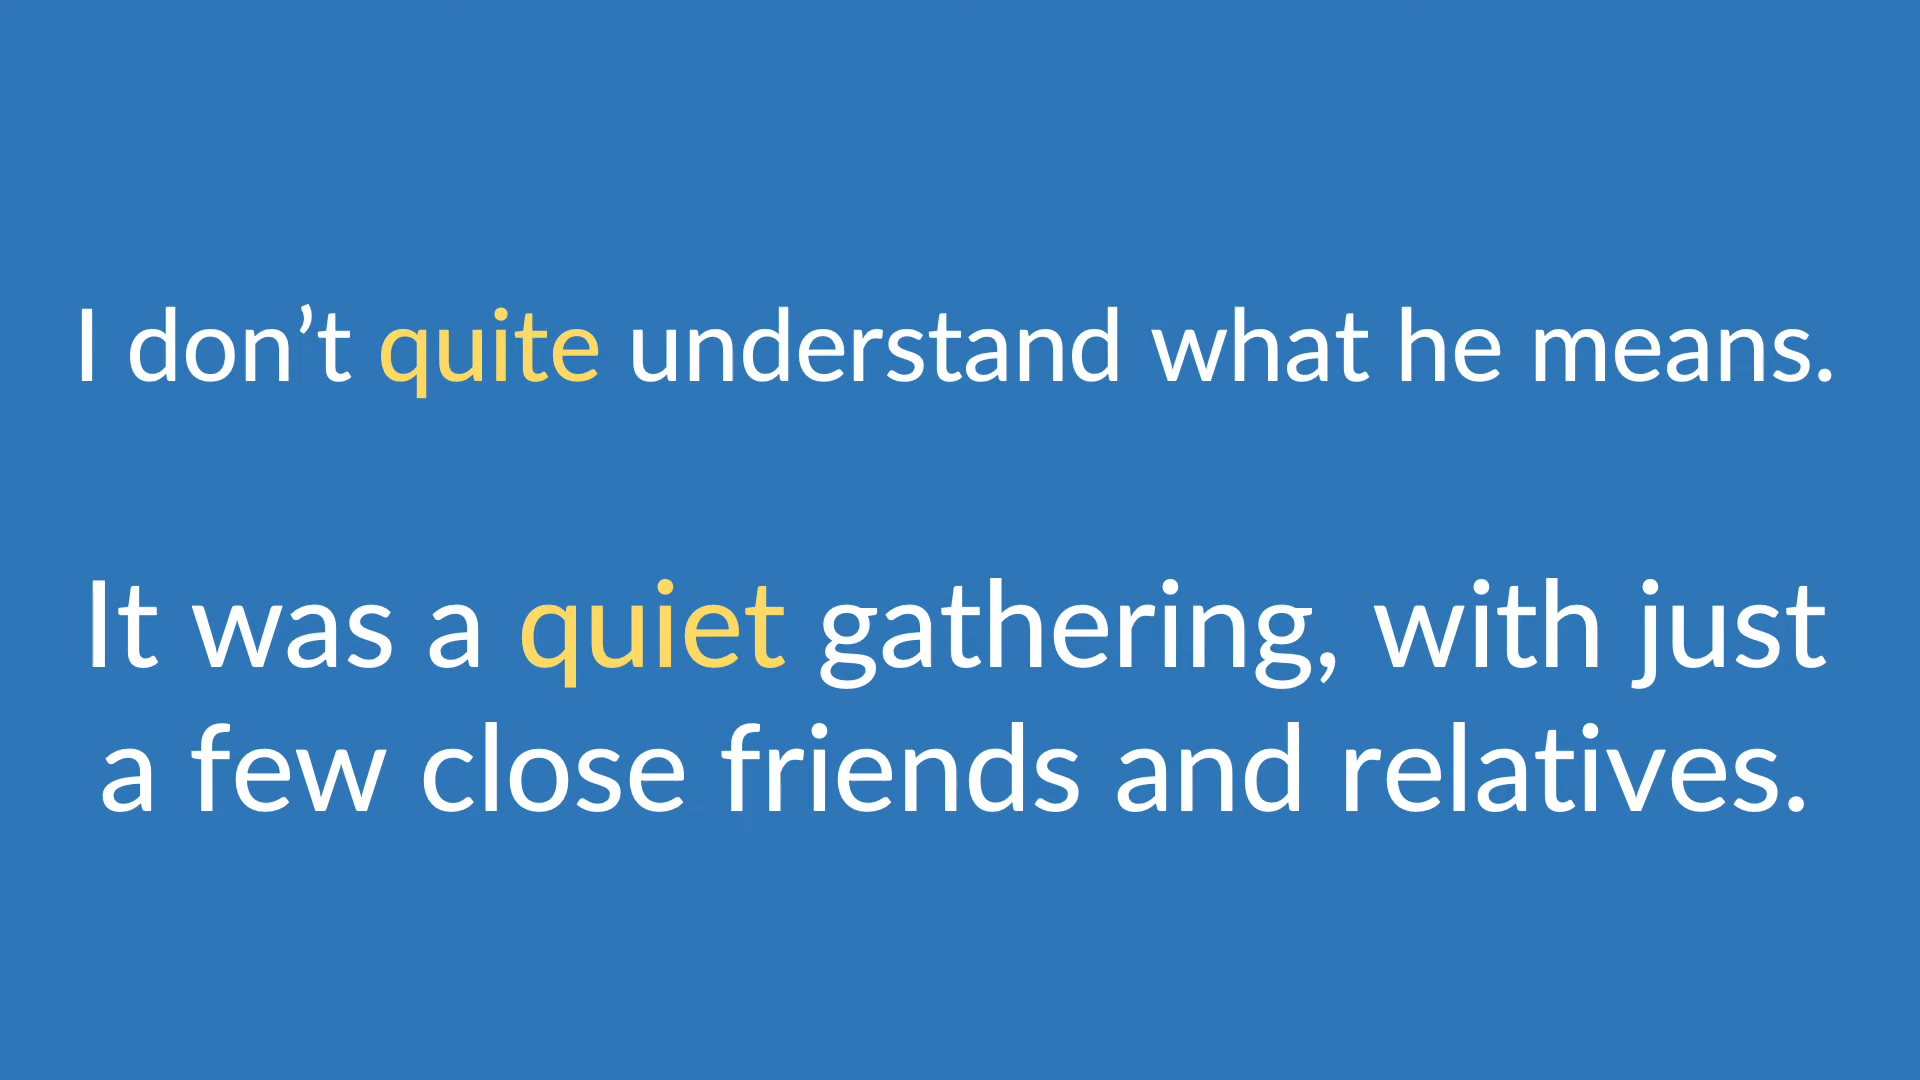 I don’t quite understand what he means.
It was a quiet gathering, with just
a few close friends and relatives.